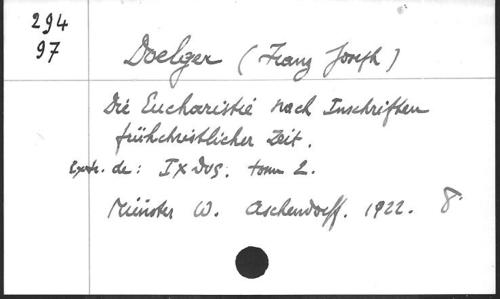 294
97
Doelger (Franz Joseph)
Die Eucharistie nach Inschriften
frühchristlicher Zeit.
Extr. de: IXΘΥΣ. tom 2.
Münster W. Aschendorff. 1922. 8°